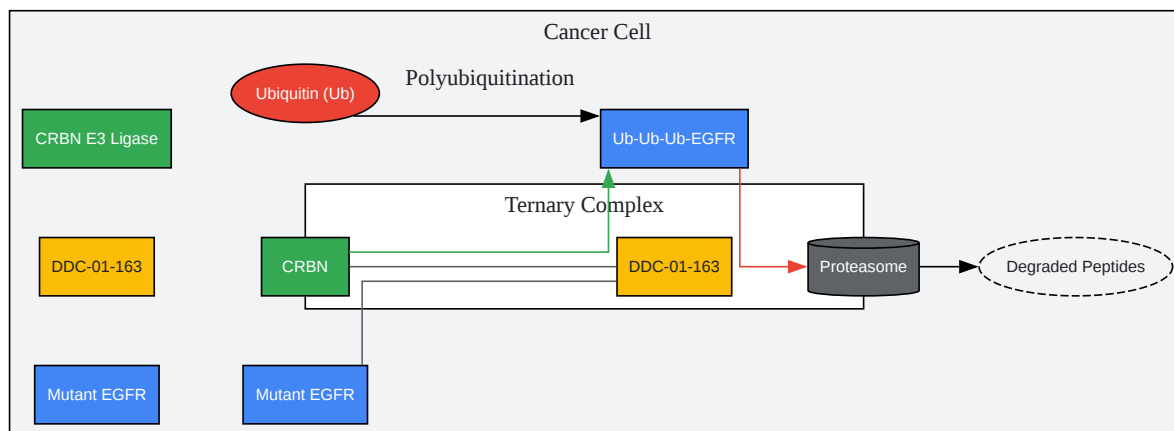 Cancer Cell
Polyubiquitination
Ubiquitin (Ub)
CRBN E3 Ligase
Ub-Ub-Ub-EGFR
Ternary Complex
DDC-01-163
CRBN
DDC-01-163
Proteasome
Degraded Peptides
Mutant EGFR
Mutant EGFR